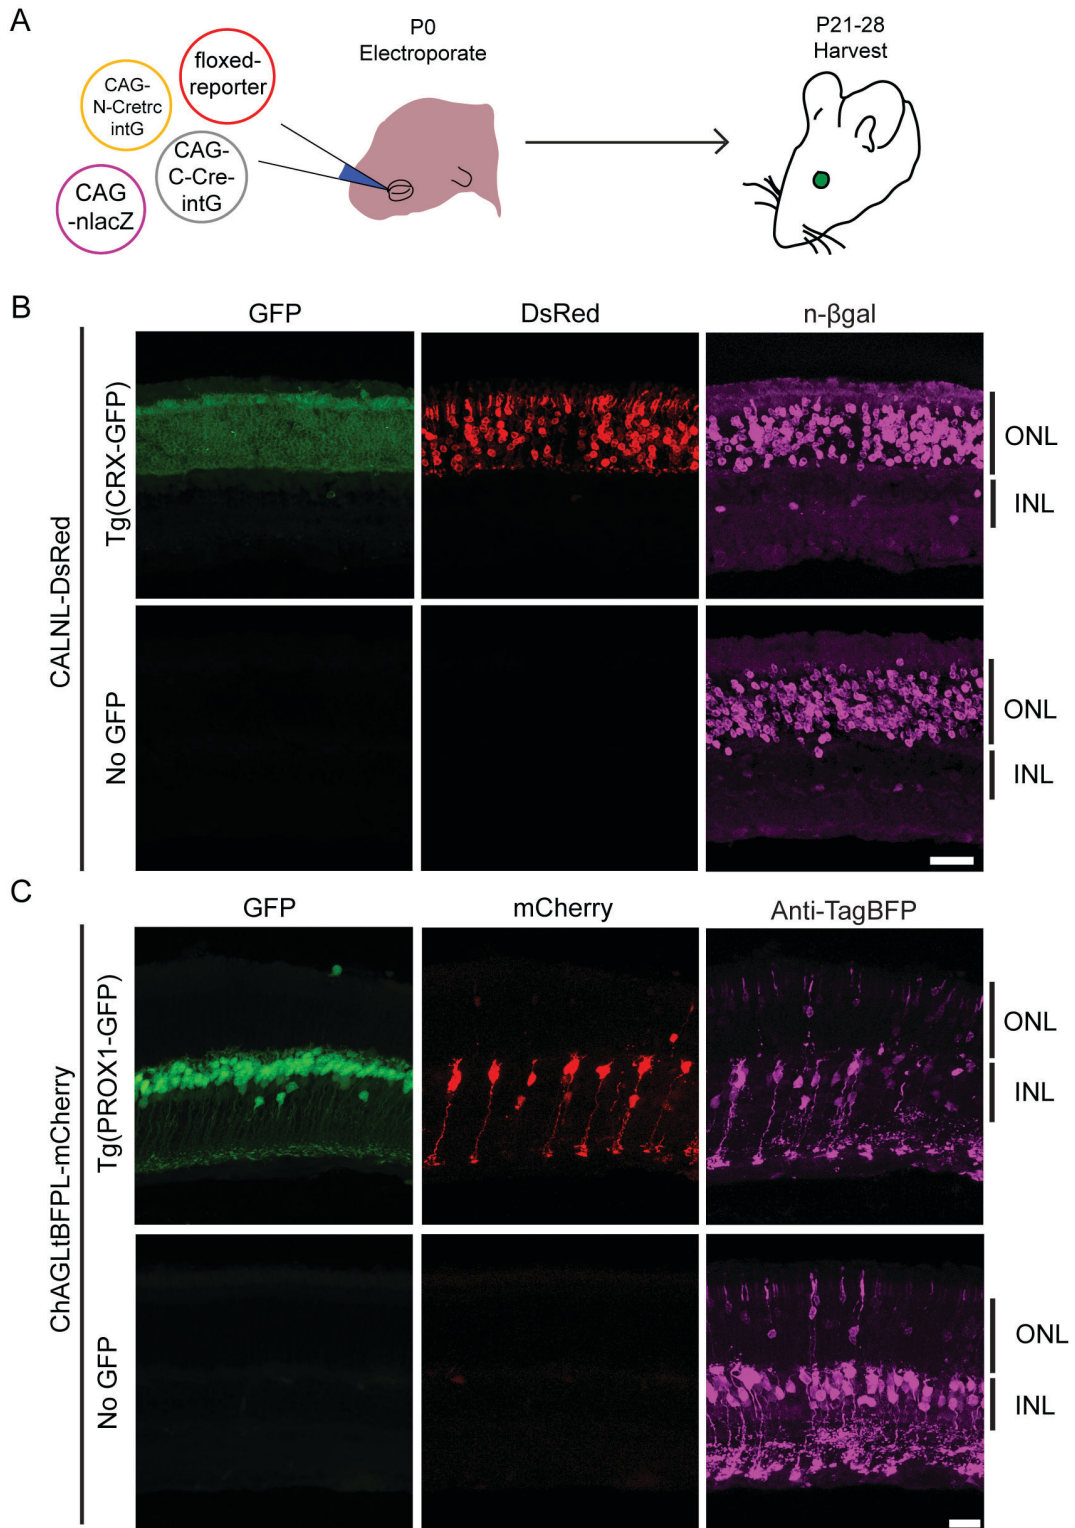 A
P0
Electroporate
P21-28
Harvest
floxed-
reporter
CAG-
N-Cretrc
intG
CAG-
C-Cre-
intG
CAG
-nlacZ
B
GFP
DsRed
n-βgal
CALNL-DsRed
Tg(CRX-GFP)
ONL
INL
No GFP
ONL
INL
C
GFP
mCherry
Anti-TagBFP
ChAGLtBFPL-mCherry
Tg(PROX1-GFP)
ONL
INL
No GFP
ONL
INL